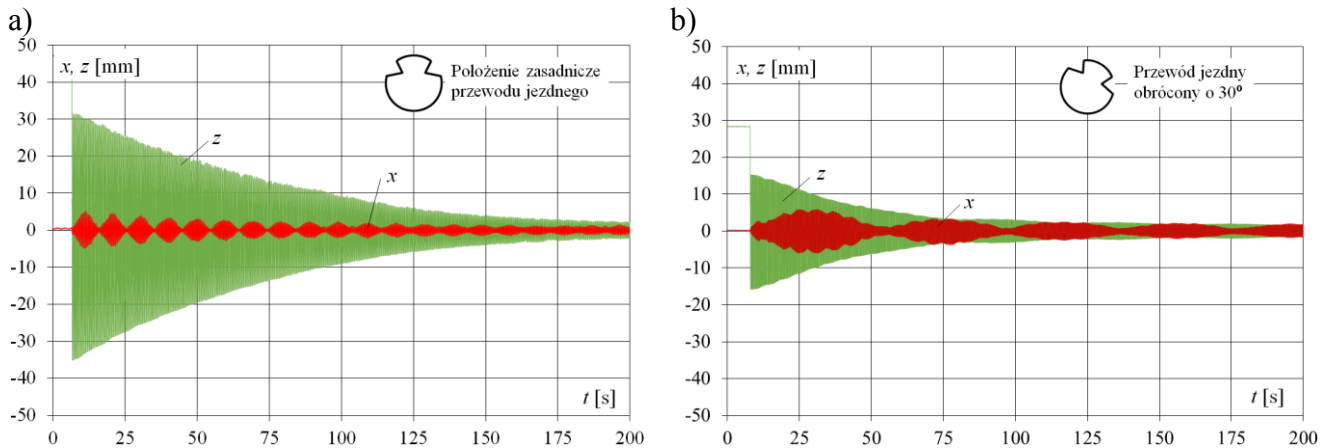 a)
50
40
30
20
10
0
-10
-20
-30
-40
-50
x, z [mm]
Położenie zasadnicze
przewodu jezdnego
z
x
t [s]
0 25 50 75 100 125 150 175 200
b)
50
40
30
20
10
0
-10
-20
-30
-40
-50
x, z [mm]
Przewód jezdny
obrócony o 30⁰
z
x
t [s]
0 25 50 75 100 125 150 175 200